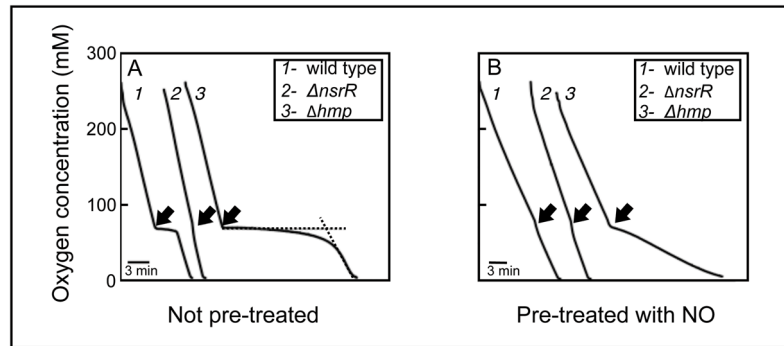 Oxygen concentration (mM)
300
200
100
0
A
1
2
3
1- wild type
2- ΔnsrR
3- Δhmp
3 min
Not pre-treated
B
1
2
3
1- wild type
2- ΔnsrR
3- Δhmp
3 min
Pre-treated with NO